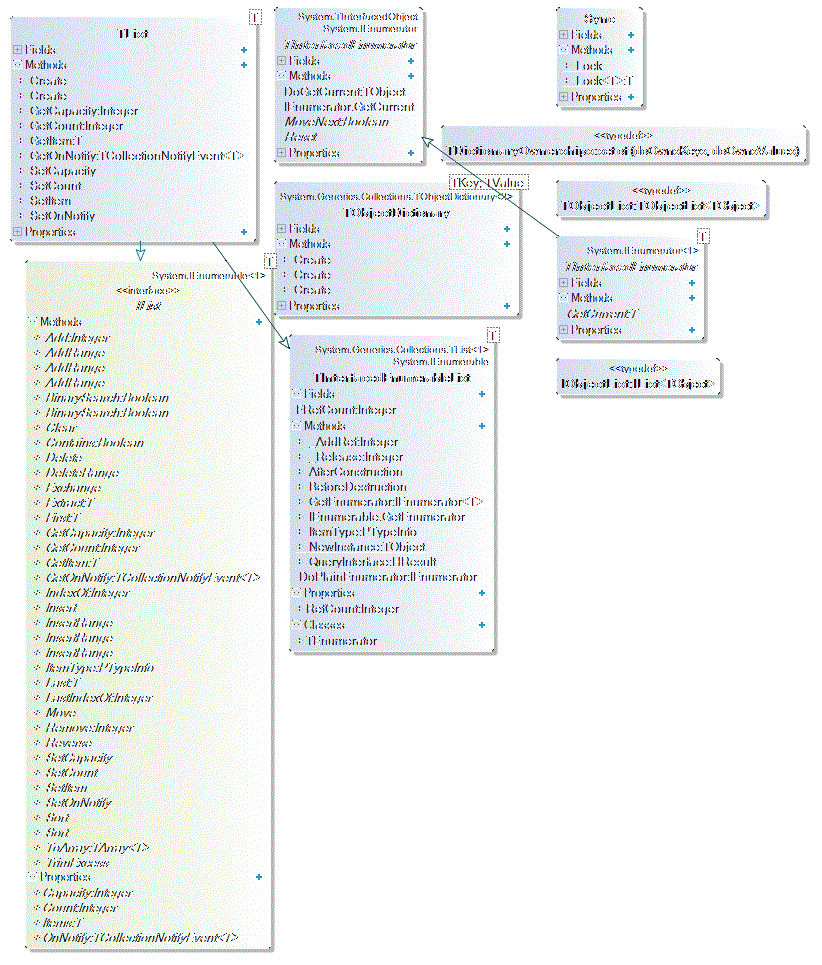 T
TList
Fields
Methods
Create
Create
GetCapacity:Integer
GetCount:Integer
GetItem:T
GetOnNotify:TCollectionNotifyEvent<T>
SetCapacity
SetCount
SetItem
SetOnNotify
Properties
T
System.IEnumerable<T>
<<interface>>
IList
Methods
Add:Integer
AddRange
AddRange
AddRange
BinarySearch:Boolean
BinarySearch:Boolean
Clear
Contains:Boolean
Delete
DeleteRange
Exchange
Extract:T
First:T
GetCapacity:Integer
GetCount:Integer
GetItem:T
GetOnNotify:TCollectionNotifyEvent<T>
IndexOf:Integer
Insert
InsertRange
InsertRange
InsertRange
ItemType:PTypeInfo
Last:T
LastIndexOf:Integer
Move
Remove:Integer
Reverse
SetCapacity
SetCount
SetItem
SetOnNotify
Sort
Sort
ToArray:TArray<T>
TrimExcess
Properties
Capacity:Integer
Count:Integer
Items:T
OnNotify:TCollectionNotifyEvent<T>
System.TInterfacedObject
System.IEnumerator
TInterfacedEnumerator
Fields
Methods
DoGetCurrent:TObject
IEnumerator.GetCurrent
MoveNext:Boolean
Reset
Properties
TKey: TValue
System.Generics.Collections.TObjectDictionary<,>
TObjectDictionary
Fields
Methods
Create
Create
Create
Properties
T
System.Generics.Collections.TList<T>
System.IEnumerable
TInterfacedEnumerableList
Fields
FRefCount:Integer
Methods
_AddRef:Integer
_Release:Integer
AfterConstruction
BeforeDestruction
GetEnumerator:IEnumerator<T>
IEnumerable.GetEnumerator
ItemType:PTypeInfo
NewInstance:TObject
QueryInterface:HResult
DoPlainEnumerator:IEnumerator
Properties
RefCount:Integer
Classes
TEnumerator
Sync
Fields
Methods
Lock
Lock<T>:T
Properties
<<typedef>>
TDictionaryOwnerships:set of (doOwnsKeys, doOwnsValues)
<<typedef>>
TObjectList:TObjectList<TObject>
T
System.IEnumerator<T>
TInterfacedEnumerator
Fields
Methods
GetCurrent:T
Properties
<<typedef>>
IObjectList:IList<TObject>